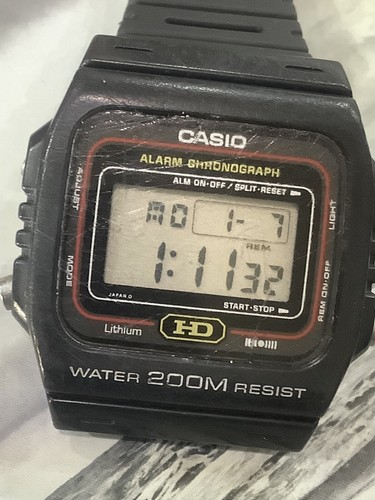 CASIO
ALARM CHRONOGRAPH
ALM ON·OFF / SPLIT·RESET
ADJUST
LIGHT
MO 1-7
REM
1:11 32
MODE
REM ON·OFF
JAPAN O
START·STOP
Lithium HD
WATER 200M RESIST